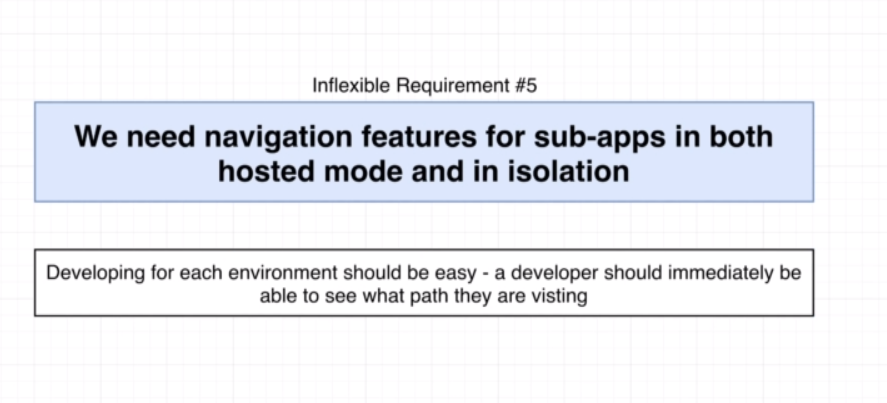 Inflexible Requirement #5
We need navigation features for sub-apps in both
hosted mode and in isolation
Developing for each environment should be easy - a developer should immediately be
able to see what path they are visting